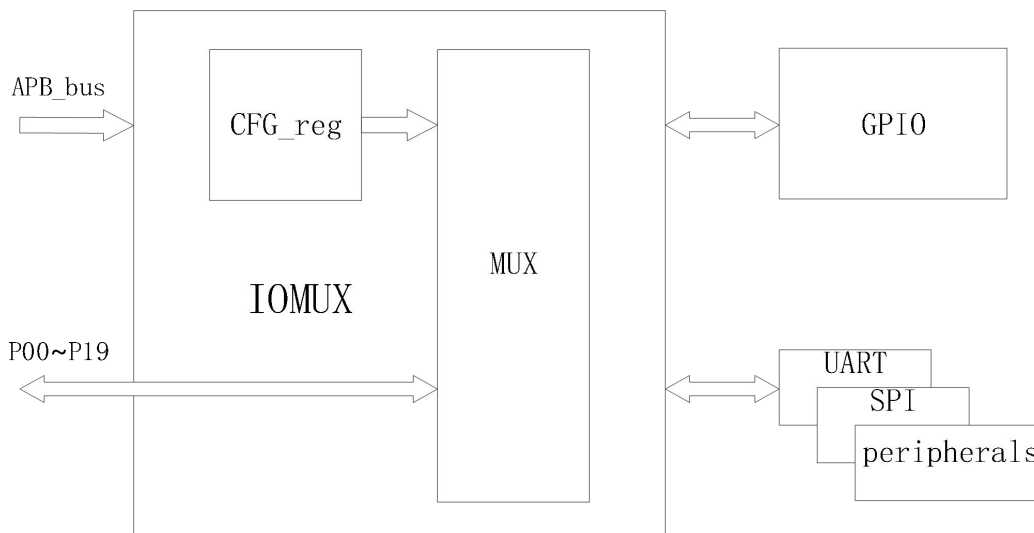 APB_bus
CFG_reg
GPIO
MUX
IOMUX
P00~P19
UART
SPI
peripherals